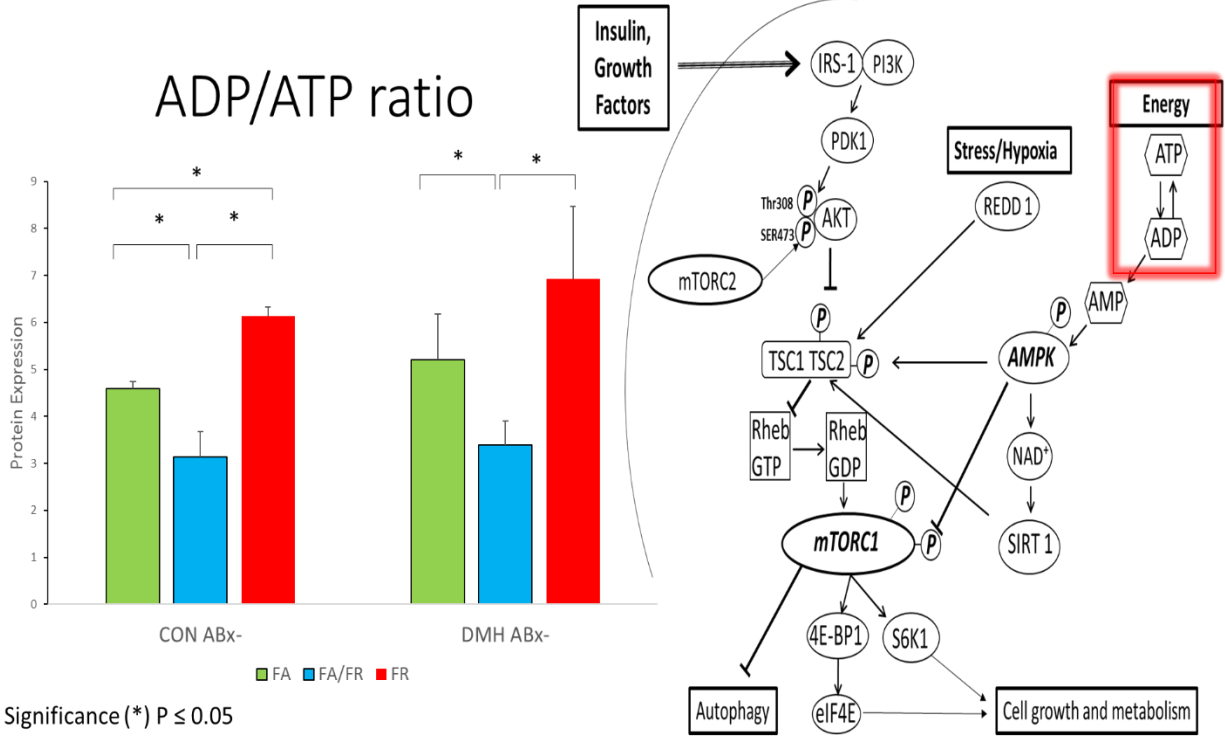 ADP/ATP ratio
*
*
*
*
*
Protein Expression
9
8
7
6
5
4
3
2
1
0
CON ABx-
DMH ABx-
FA
FA/FR
FR
Significance (*) P ≤ 0.05
Insulin,
Growth
Factors
IRS-1
PI3K
PDK1
Thr308
P
SER473
P
AKT
mTORC2
Stress/Hypoxia
REDD 1
Energy
ATP
ADP
AMP
P
AMPK
P
TSC1 TSC2
P
Rheb
GTP
Rheb
GDP
NAD+
SIRT 1
P
mTORC1
P
4E-BP1
S6K1
eIF4E
Autophagy
Cell growth and metabolism